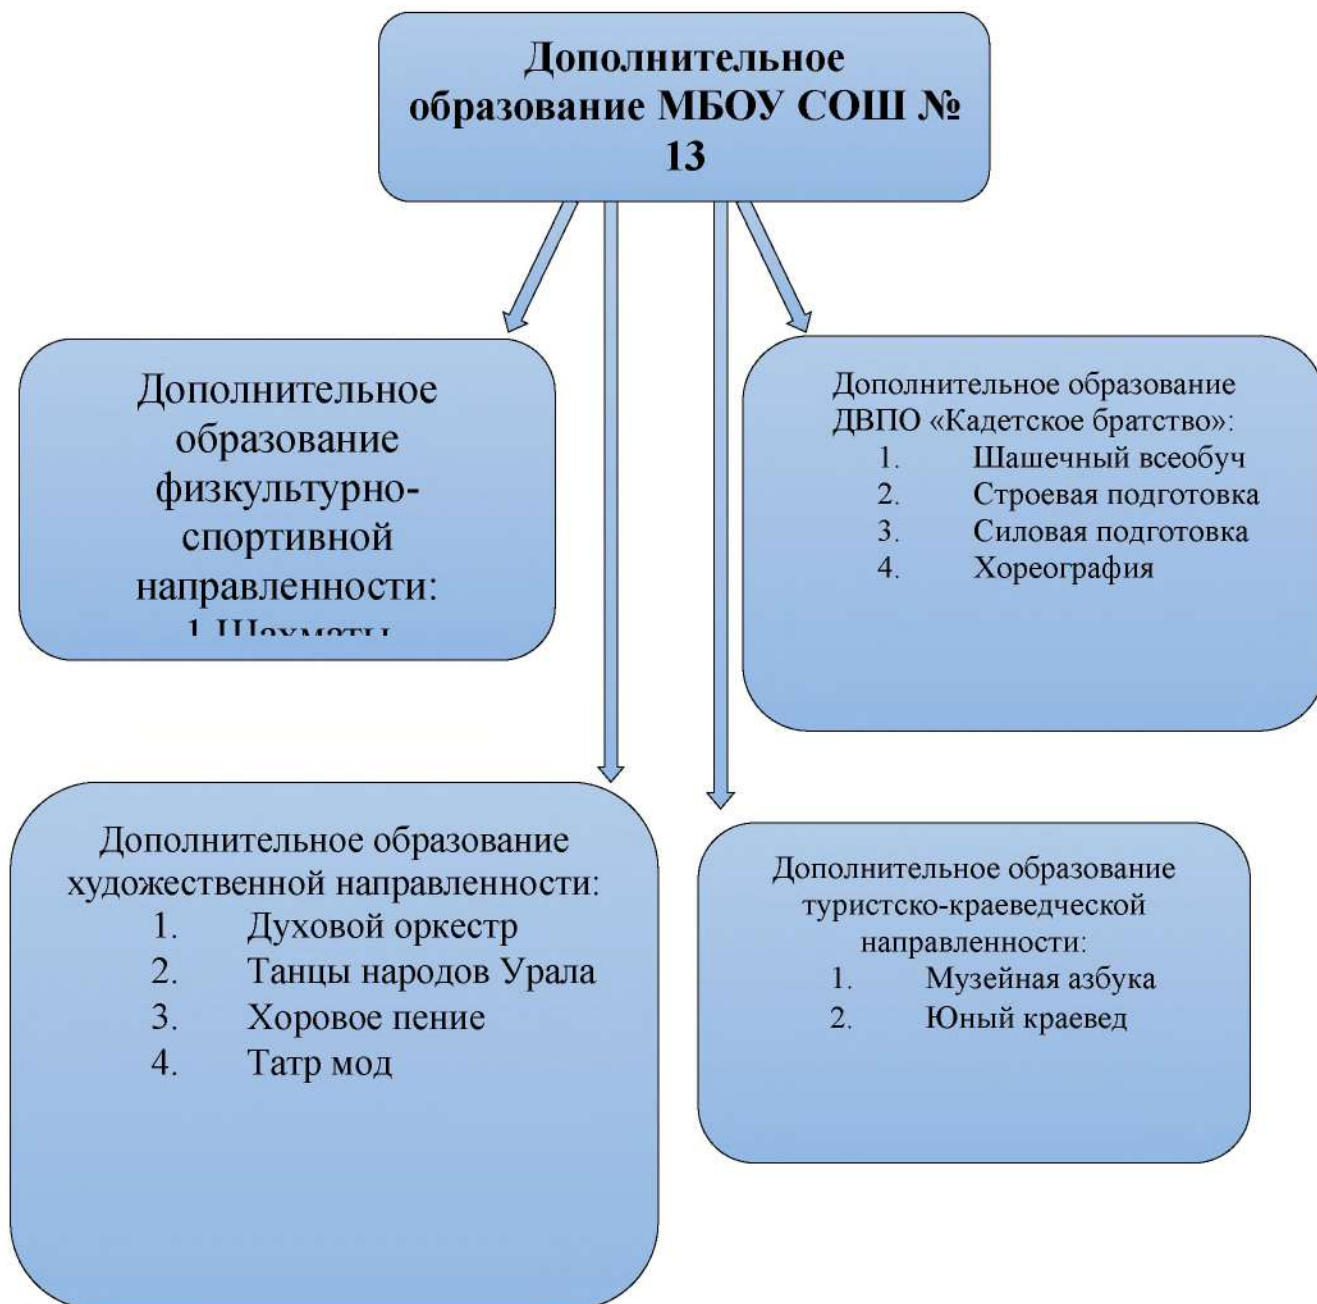 Дополнительное
образование МБОУ СОШ №
13
Дополнительное
образование
физкультурно-
спортивной
направленности:
1.Шахматы
Дополнительное образование
ДВПО «Кадетское братство»:
1. Шашечный всеобуч
2. Строевая подготовка
3. Силовая подготовка
4. Хореография
Дополнительное образование
художественной направленности:
1. Духовой оркестр
2. Танцы народов Урала
3. Хоровое пение
4. Татр мод
Дополнительное образование
туристско-краеведческой
направленности:
1. Музейная азбука
2. Юный краевед